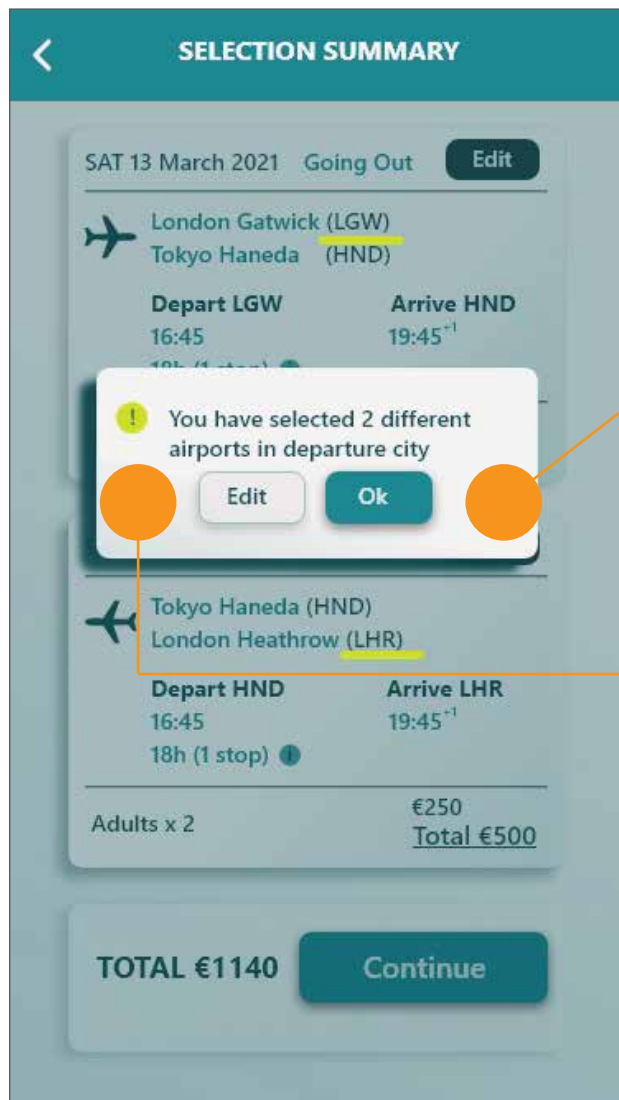 SELECTION SUMMARY
SAT 13 March 2021 Going Out Edit
London Gatwick (LGW)
Tokyo Haneda (HND)
Depart LGW Arrive HND
16:45 19:45+1
18h (1 stop)
! You have selected 2 different
airports in departure city
Edit Ok
Tokyo Haneda (HND)
London Heathrow (LHR)
Depart HND Arrive LHR
16:45 19:45+1
18h (1 stop) i
Adults x 2 €250
Total €500
TOTAL €1140 Continue